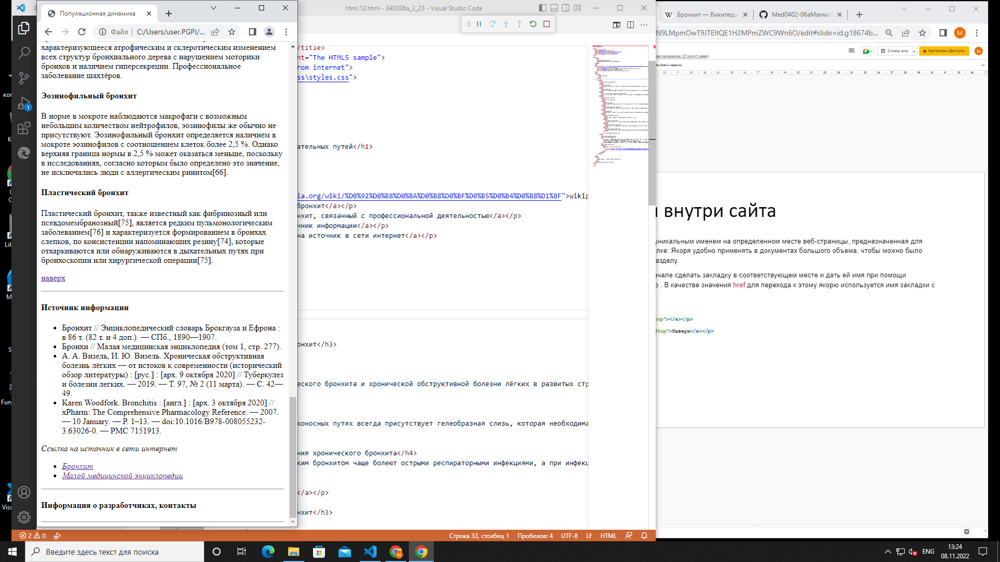 Популяционная динамика
Файл
C:/Users/user.PGPI/...
характеризующееся атрофическим и склеротическим изменением
всех структур бронхиального дерева с нарушением моторики
бронхов и наличием гиперсекреции. Профессиональное
заболевание шахтёров.
Эозинофильный бронхит
В норме в мокроте наблюдаются макрофаги с возможным
небольшим количеством нейтрофилов, эозинофилы же обычно не
присутствуют. Эозинофильный бронхит определяется наличием в
мокроте эозинофилов с соотношением клеток более 2,5 %. Однако
верхняя граница нормы в 2,5 % может оказаться меньше, поскольку
в исследованиях, согласно которым было определено это значение,
не исключались люди с аллергическим ринитом[66].
Пластический бронхит
Пластический бронхит, также известный как фибринозный или
псевдомембранозный[75], является редким пульмонологическим
заболеванием[76] и характеризуется формированием в бронхах
слепков, по консистенции напоминающих резину[74], которые
отхаркиваются или обнаруживаются в дыхательных путях при
бронхоскопии или хирургической операции[75].
наверх
Источник информации
Бронхит // Энциклопедический словарь Брокгауза и Ефрона :
в 86 т. (82 т. и 4 доп.). — СПб., 1890—1907.
Бронхи // Малая медицинская энциклопедия (том 1, стр. 277).
А. А. Визель, И. Ю. Визель. Хроническая обструктивная
болезнь лёгких — от истоков к современности (исторический
обзор литературы) : [рус.] : [арх. 9 октября 2020] // Туберкулез
и болезни легких. — 2019. — Т. 97, № 2 (11 марта). — С. 42—
49.
Karen Woodfork. Bronchitis : [англ.] : [арх. 3 октября 2020] //
xPharm: The Comprehensive Pharmacology Reference. — 2007.
— 10 January. — P. 1–13. — doi:10.1016/B978-008055232-
3.63026-0. — PMC 7151913.
Ссылка на источник в сети интернет
Бронхит
Малой медицинской энциклопедии
Информация о разработчиках, контакты
html.12.html - 040206a_2_23 - Visual Studio Code
/title>
nt="The HTML5 sample">
rom internet">
ss\styles.css">
ательных путей</h1>
ia.org/wiki/%D0%92%D0%B8%D0%BA%D0%B8%D0%BF%D0%B5%D0%B4%D0%B8%D1%8F">wikip
бронхит</a></p>
нхит, связанный с профессиональной деятельностью</a></p>
чник информации</a></p>
на источник в сети интернет</a></p>
онхит</h3>
еского бронхита и хронической обструктивной болезни лёгких в развитых стр
хоносных путях всегда присутствует гелеобразная слизь, которая необходима
ния хронического бронхита</h4>
ким бронхитом чаще болеют острыми респираторными инфекциями, а при инфекц
/a></p>
нхит</h3>
1
2 0
Строка 33, столбец 1
Пробелов: 4
UTF-8
LF
HTML
Бронхит — Википеди
Med0402-06aMarwa/
N9LMpmOwT9JTEItQE1H2MPmZWC9Wn6O/edit#slide=id.g18674b...
M
ее изменение: 27 минут назад
Слайд-шоу
Настройки Доступа
M
Выбрать переход
внутри сайта
уникальным именем на определенном месте веб-страницы, предназначенная для
лке. Якоря удобно применять в документах большого объема, чтобы можно было
азделу.
ачале сделать закладку в соответствующем месте и дать ей имя при помощи
о . В качестве значения href для перехода к этому якорю используется имя закладки с
top"></a></p>
#top">Наверх</a></p>
Введите здесь текст для поиска
M
ENG
13:24
08.11.2022